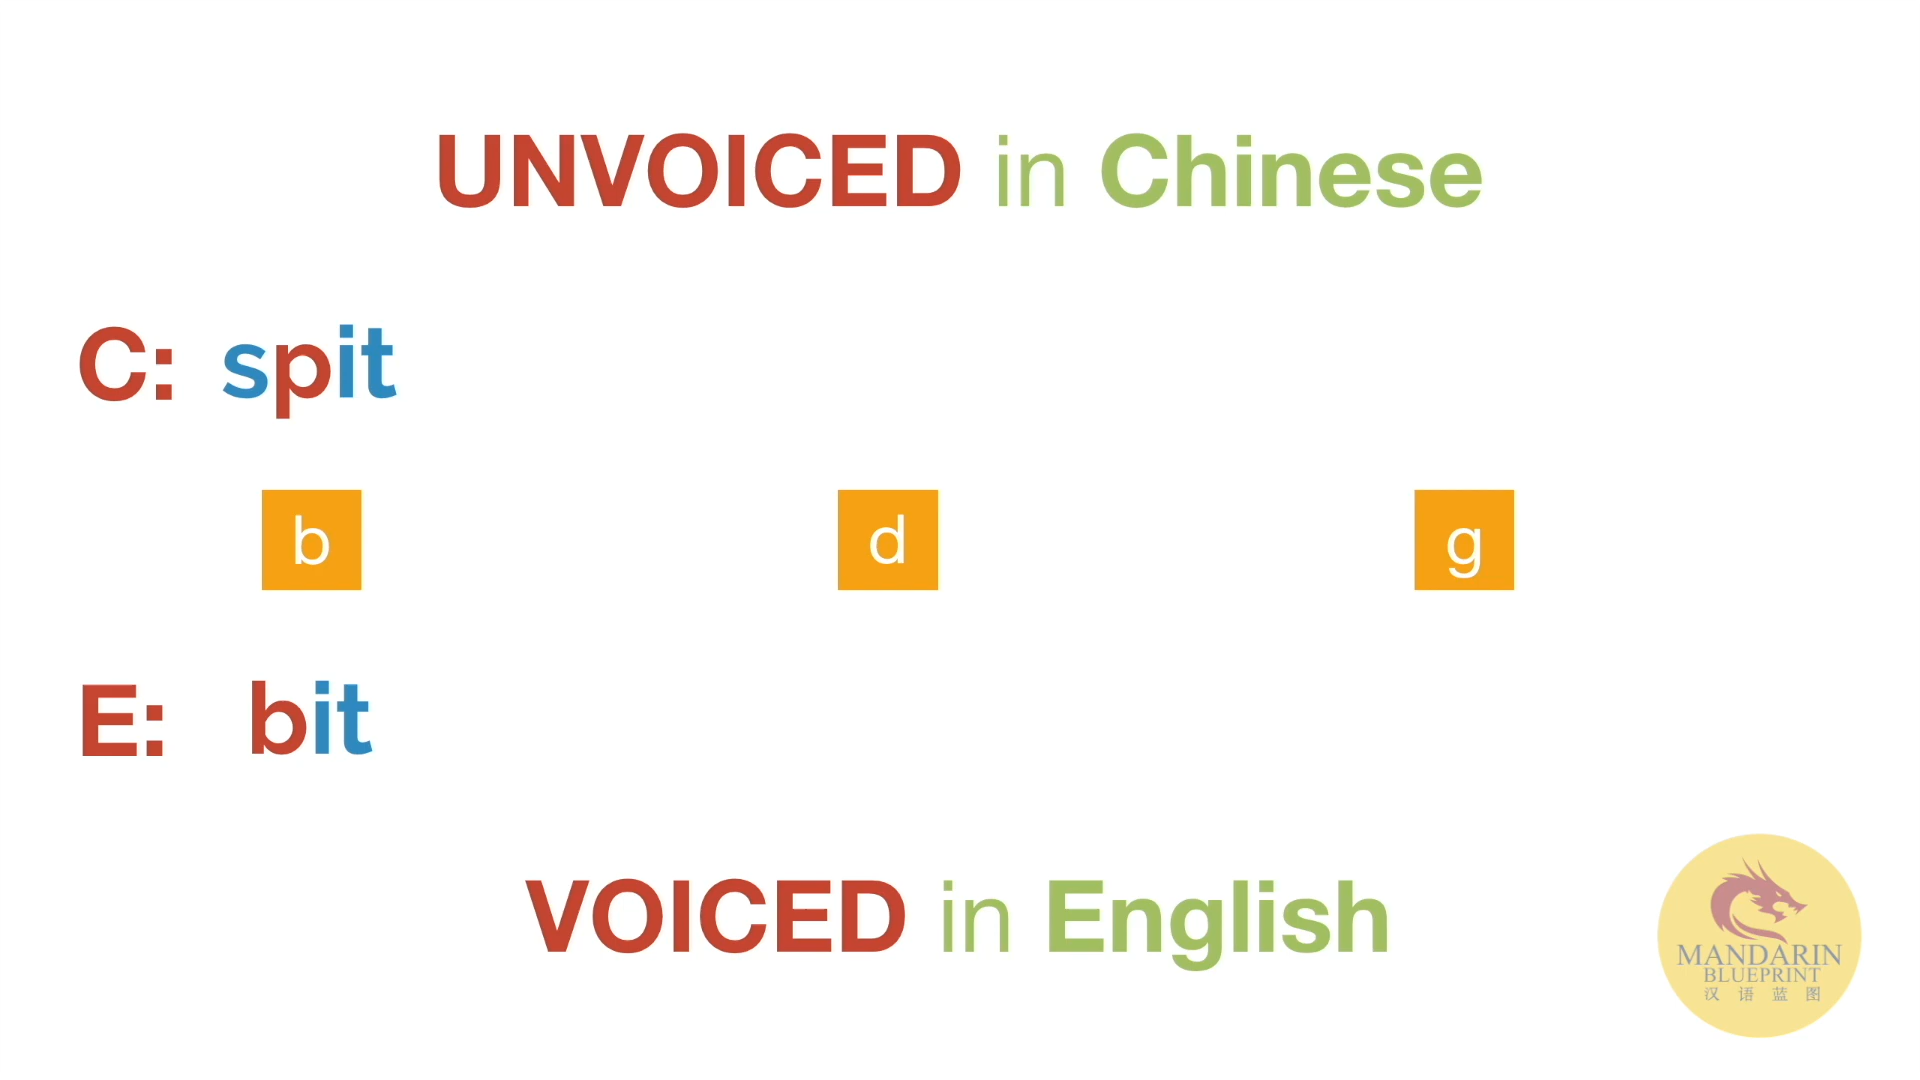 UNVOICED in Chinese
C: spit
b d g
E: bit
VOICED in English
MANDARIN
BLUEPRINT
汉语蓝图